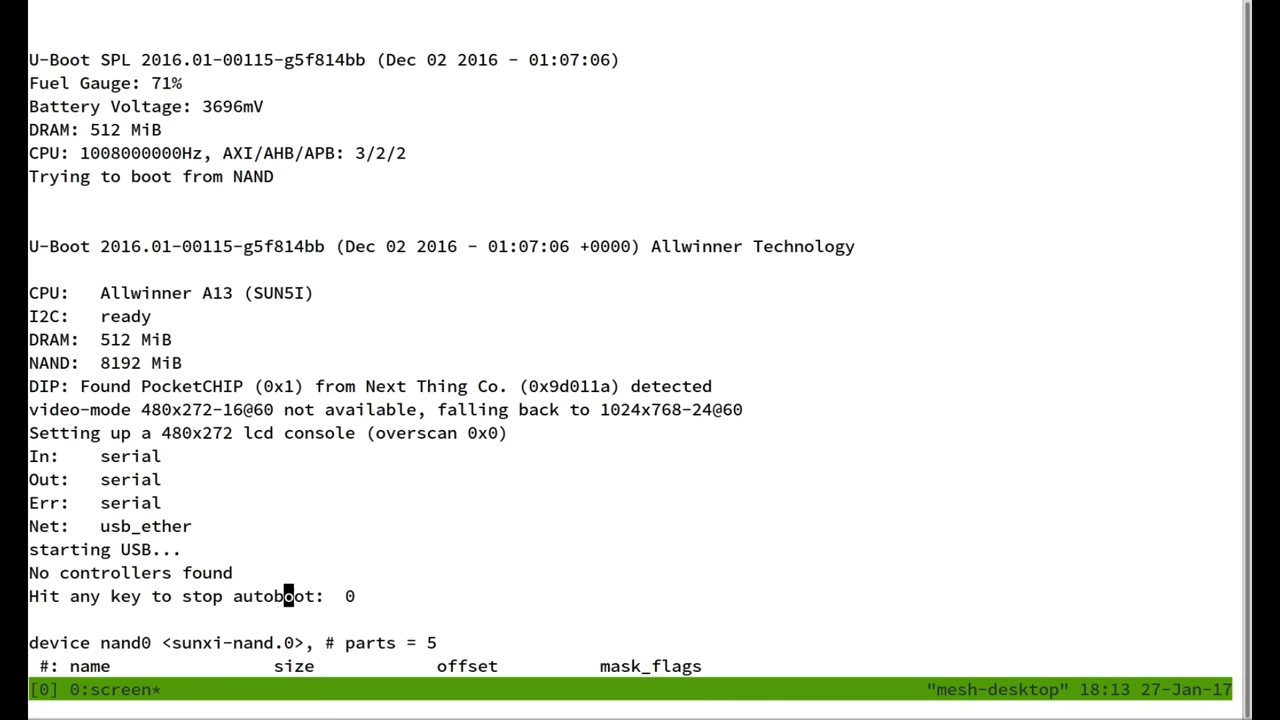 U-Boot SPL 2016.01-00115-g5f814bb (Dec 02 2016 - 01:07:06)
Fuel Gauge: 71%
Battery Voltage: 3696mV
DRAM: 512 MiB
CPU: 1008000000Hz, AXI/AHB/APB: 3/2/2
Trying to boot from NAND
U-Boot 2016.01-00115-g5f814bb (Dec 02 2016 - 01:07:06 +0000) Allwinner Technology
CPU:   Allwinner A13 (SUN5I)
I2C:   ready
DRAM:  512 MiB
NAND:  8192 MiB
DIP: Found PocketCHIP (0x1) from Next Thing Co. (0x9d011a) detected
video-mode 480x272-16@60 not available, falling back to 1024x768-24@60
Setting up a 480x272 lcd console (overscan 0x0)
In:    serial
Out:   serial
Err:   serial
Net:   usb_ether
starting USB...
No controllers found
Hit any key to stop autoboot:  0
device nand0 <sunxi-nand.0>, # parts = 5
 #: name                size            offset          mask_flags
[0] 0:screen* "mesh-desktop" 18:13 27-Jan-17